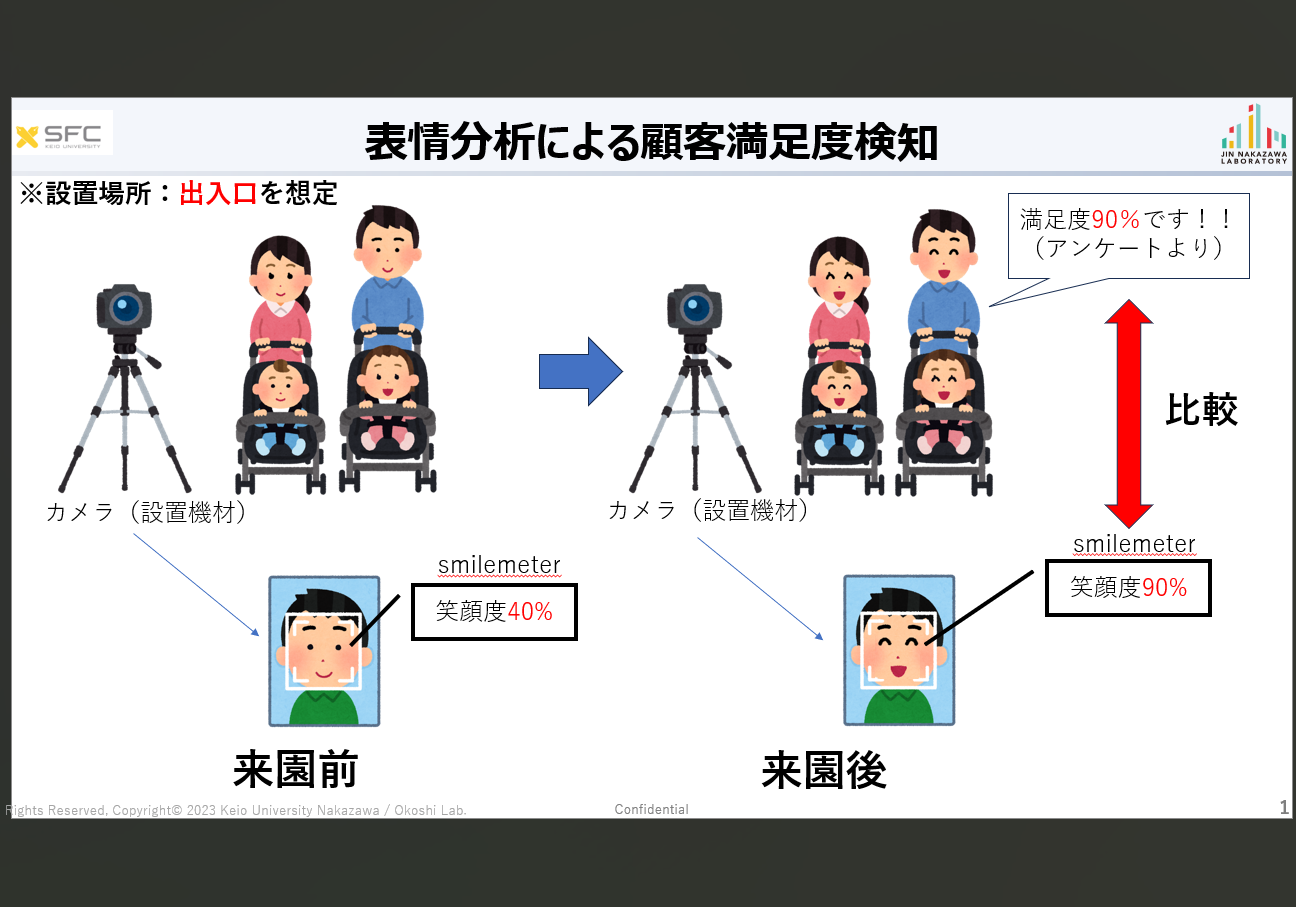 SFC
KEIO UNIVERSITY
表情分析による顧客満足度検知
JIN NAKAZAWA
LABORATORY
※設置場所：出入口を想定
満足度90％です！！
（アンケートより）
比較
カメラ（設置機材）
カメラ（設置機材）
smilemeter
笑顔度40%
smilemeter
笑顔度90%
来園前
来園後
Rights Reserved, Copyright© 2023 Keio University Nakazawa / Okoshi Lab.
Confidential
1